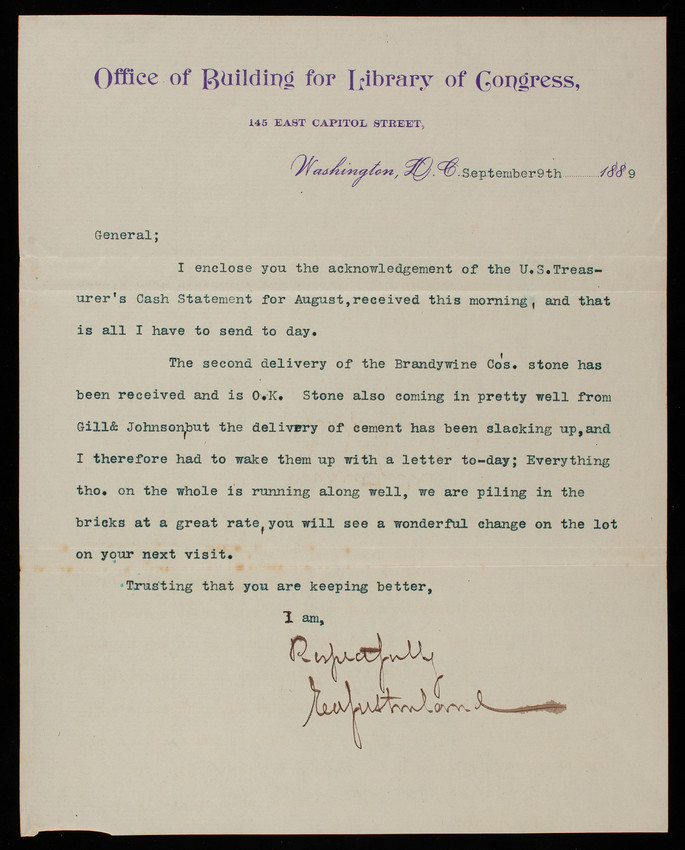 Office of Building for Library of Congress,
145 EAST CAPITOL STREET,
Washington, D. C. September9th 1889
General;
I enclose you the acknowledgement of the U.S.Treas-
urer's Cash Statement for August,received this morning, and that
is all I have to send to day.
The second delivery of the Brandywine Co's. stone has
been received and is O.K. Stone also coming in pretty well from
Gill& Johnson,but the delivery of cement has been slacking up,and
I therefore had to wake them up with a letter to-day; Everything
tho. on the whole is running along well, we are piling in the
bricks at a great rate,you will see a wonderful change on the lot
on your next visit.
Trusting that you are keeping better,
I am,
Respectfully